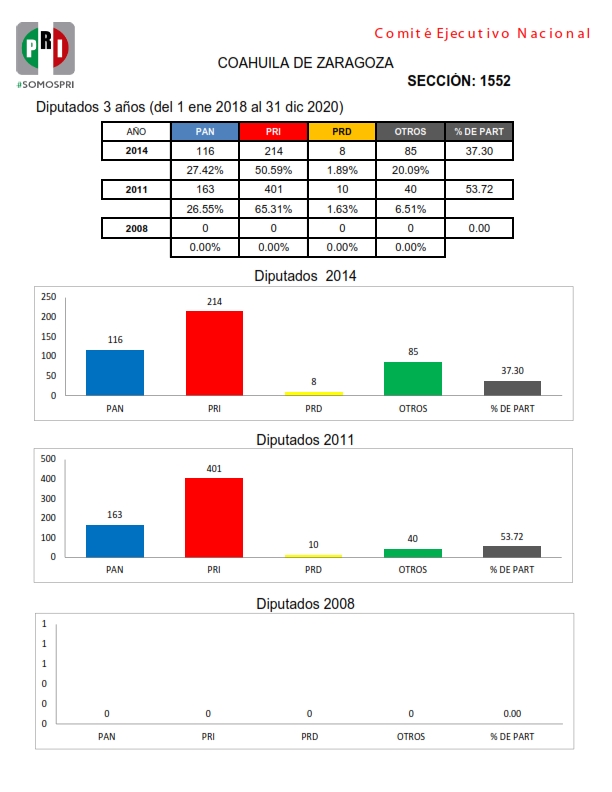 Comité Ejecutivo Nacional
PRI
#SOMOSPRI
COAHUILA DE ZARAGOZA
SECCIÓN: 1552
Diputados 3 años (del 1 ene 2018 al 31 dic 2020)
AÑO PAN PRI PRD OTROS % DE PART
2014 116 214 8 85 37.30
27.42% 50.59% 1.89% 20.09%
2011 163 401 10 40 53.72
26.55% 65.31% 1.63% 6.51%
2008 0 0 0 0 0.00
0.00% 0.00% 0.00% 0.00%
Diputados 2014
250
200
150
100
50
0
116 214 8 85 37.30
PAN PRI PRD OTROS % DE PART
Diputados 2011
500
400
300
200
100
0
163 401 10 40 53.72
PAN PRI PRD OTROS % DE PART
Diputados 2008
1
1
1
0
0
0
0 0 0 0 0.00
PAN PRI PRD OTROS % DE PART